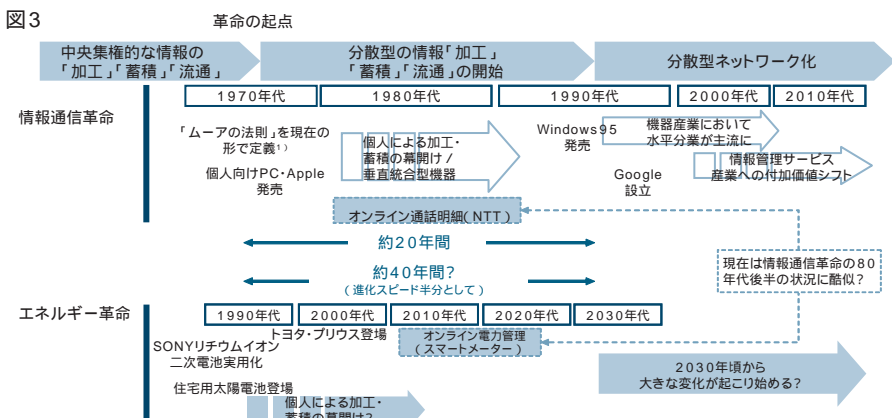 図3
革命の起点
中央集権的な情報の
「加工」「蓄積」「流通」
分散型の情報「加工」
「蓄積」「流通」の開始
分散型ネットワーク化
情報通信革命
1970年代
1980年代
1990年代
2000年代
2010年代
「ムーアの法則」を現在の
形で定義1)
個人向けPC・Apple
発売
個人による加工・
蓄積の幕開け/
垂直統合型機器
Windows95
発売
機器産業において
水平分業が主流に
Google
設立
情報管理サービス
産業への付加価値シフト
オンライン通話明細(NTT)
約20年間
約40年間?
(進化スピード半分として)
現在は情報通信革命の80
年代後半の状況に酷似?
エネルギー革命
1990年代
2000年代
2010年代
2020年代
2030年代
SONYリチウムイオン
二次電池実用化
トヨタ・プリウス登場
オンライン電力管理
(スマートメーター)
住宅用太陽電池登場
個人による加工・
蓄積の幕開け?
2030年頃から
大きな変化が起こり始める?